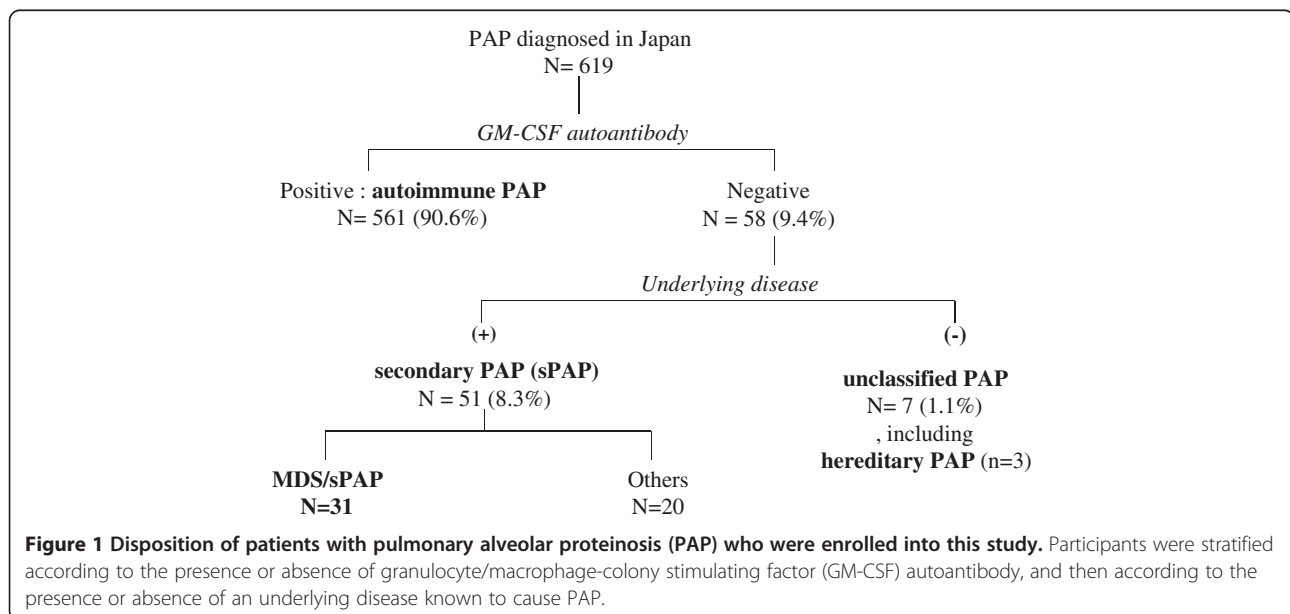 PAP diagnosed in Japan
N= 619
GM-CSF autoantibody
Positive : autoimmune PAP
N= 561 (90.6%)
Negative
N = 58 (9.4%)
Underlying disease
(+)
secondary PAP (sPAP)
N = 51 (8.3%)
(-)
unclassified PAP
N= 7 (1.1%)
, including
hereditary PAP (n=3)
MDS/sPAP
N=31
Others
N=20
Figure 1 Disposition of patients with pulmonary alveolar proteinosis (PAP) who were enrolled into this study. Participants were stratified
according to the presence or absence of granulocyte/macrophage-colony stimulating factor (GM-CSF) autoantibody, and then according to the
presence or absence of an underlying disease known to cause PAP.